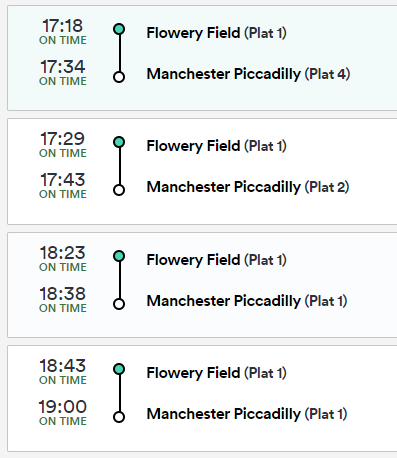 17:18
ON TIME
Flowery Field (Plat 1)
17:34
ON TIME
Manchester Piccadilly (Plat 4)
17:29
ON TIME
Flowery Field (Plat 1)
17:43
ON TIME
Manchester Piccadilly (Plat 2)
18:23
ON TIME
Flowery Field (Plat 1)
18:38
ON TIME
Manchester Piccadilly (Plat 1)
18:43
ON TIME
Flowery Field (Plat 1)
19:00
ON TIME
Manchester Piccadilly (Plat 1)